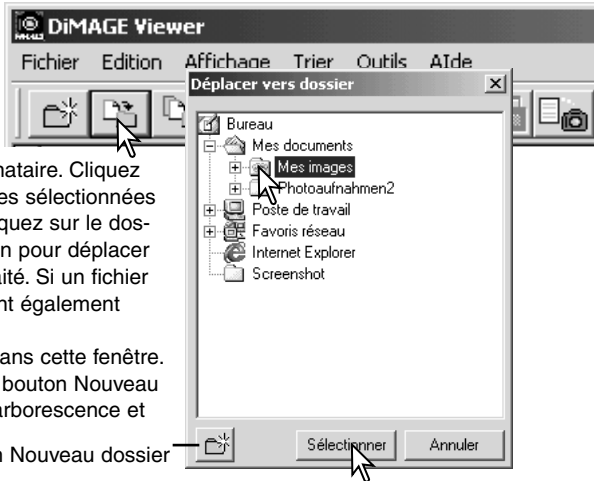 DiMAGE Viewer
Fichier Edition Affichage Trier Outils AIde
Déplacer vers dossier
Bureau
Mes documents
Mes images
Photoaufnahmen2
Poste de travail
Favoris réseau
Internet Explorer
Screenshot
nataire. Cliquez
es sélectionnées
quez sur le dos-
n pour déplacer
aité. Si un fichier
nt également
ans cette fenêtre.
bouton Nouveau
arborescence et
n Nouveau dossier
Sélectionner Annuler